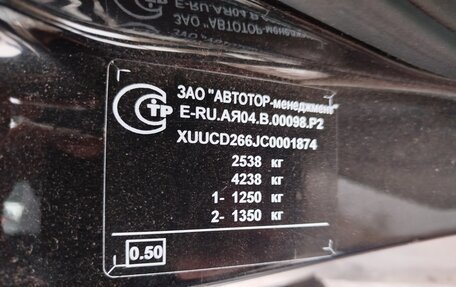 ЗАО "АВТОТОР-менеджмент"
E-RU.АЯ04.В.00098.Р2
XUUCD266JC0001874
2538 кг
4238 кг
1- 1250 кг
2- 1350 кг
0.50